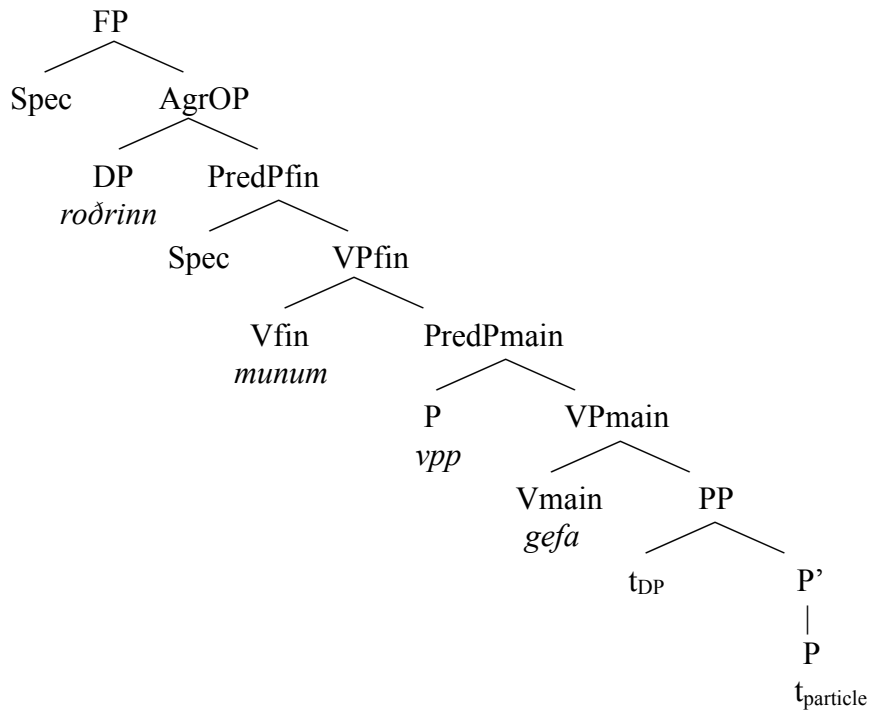 FP
Spec AgrOP
DP PredPfin
roðrinn
Spec VPfin
Vfin PredPmain
munum
P VPmain
vpp
Vmain PP
gefa
tDP P’
P
tparticle